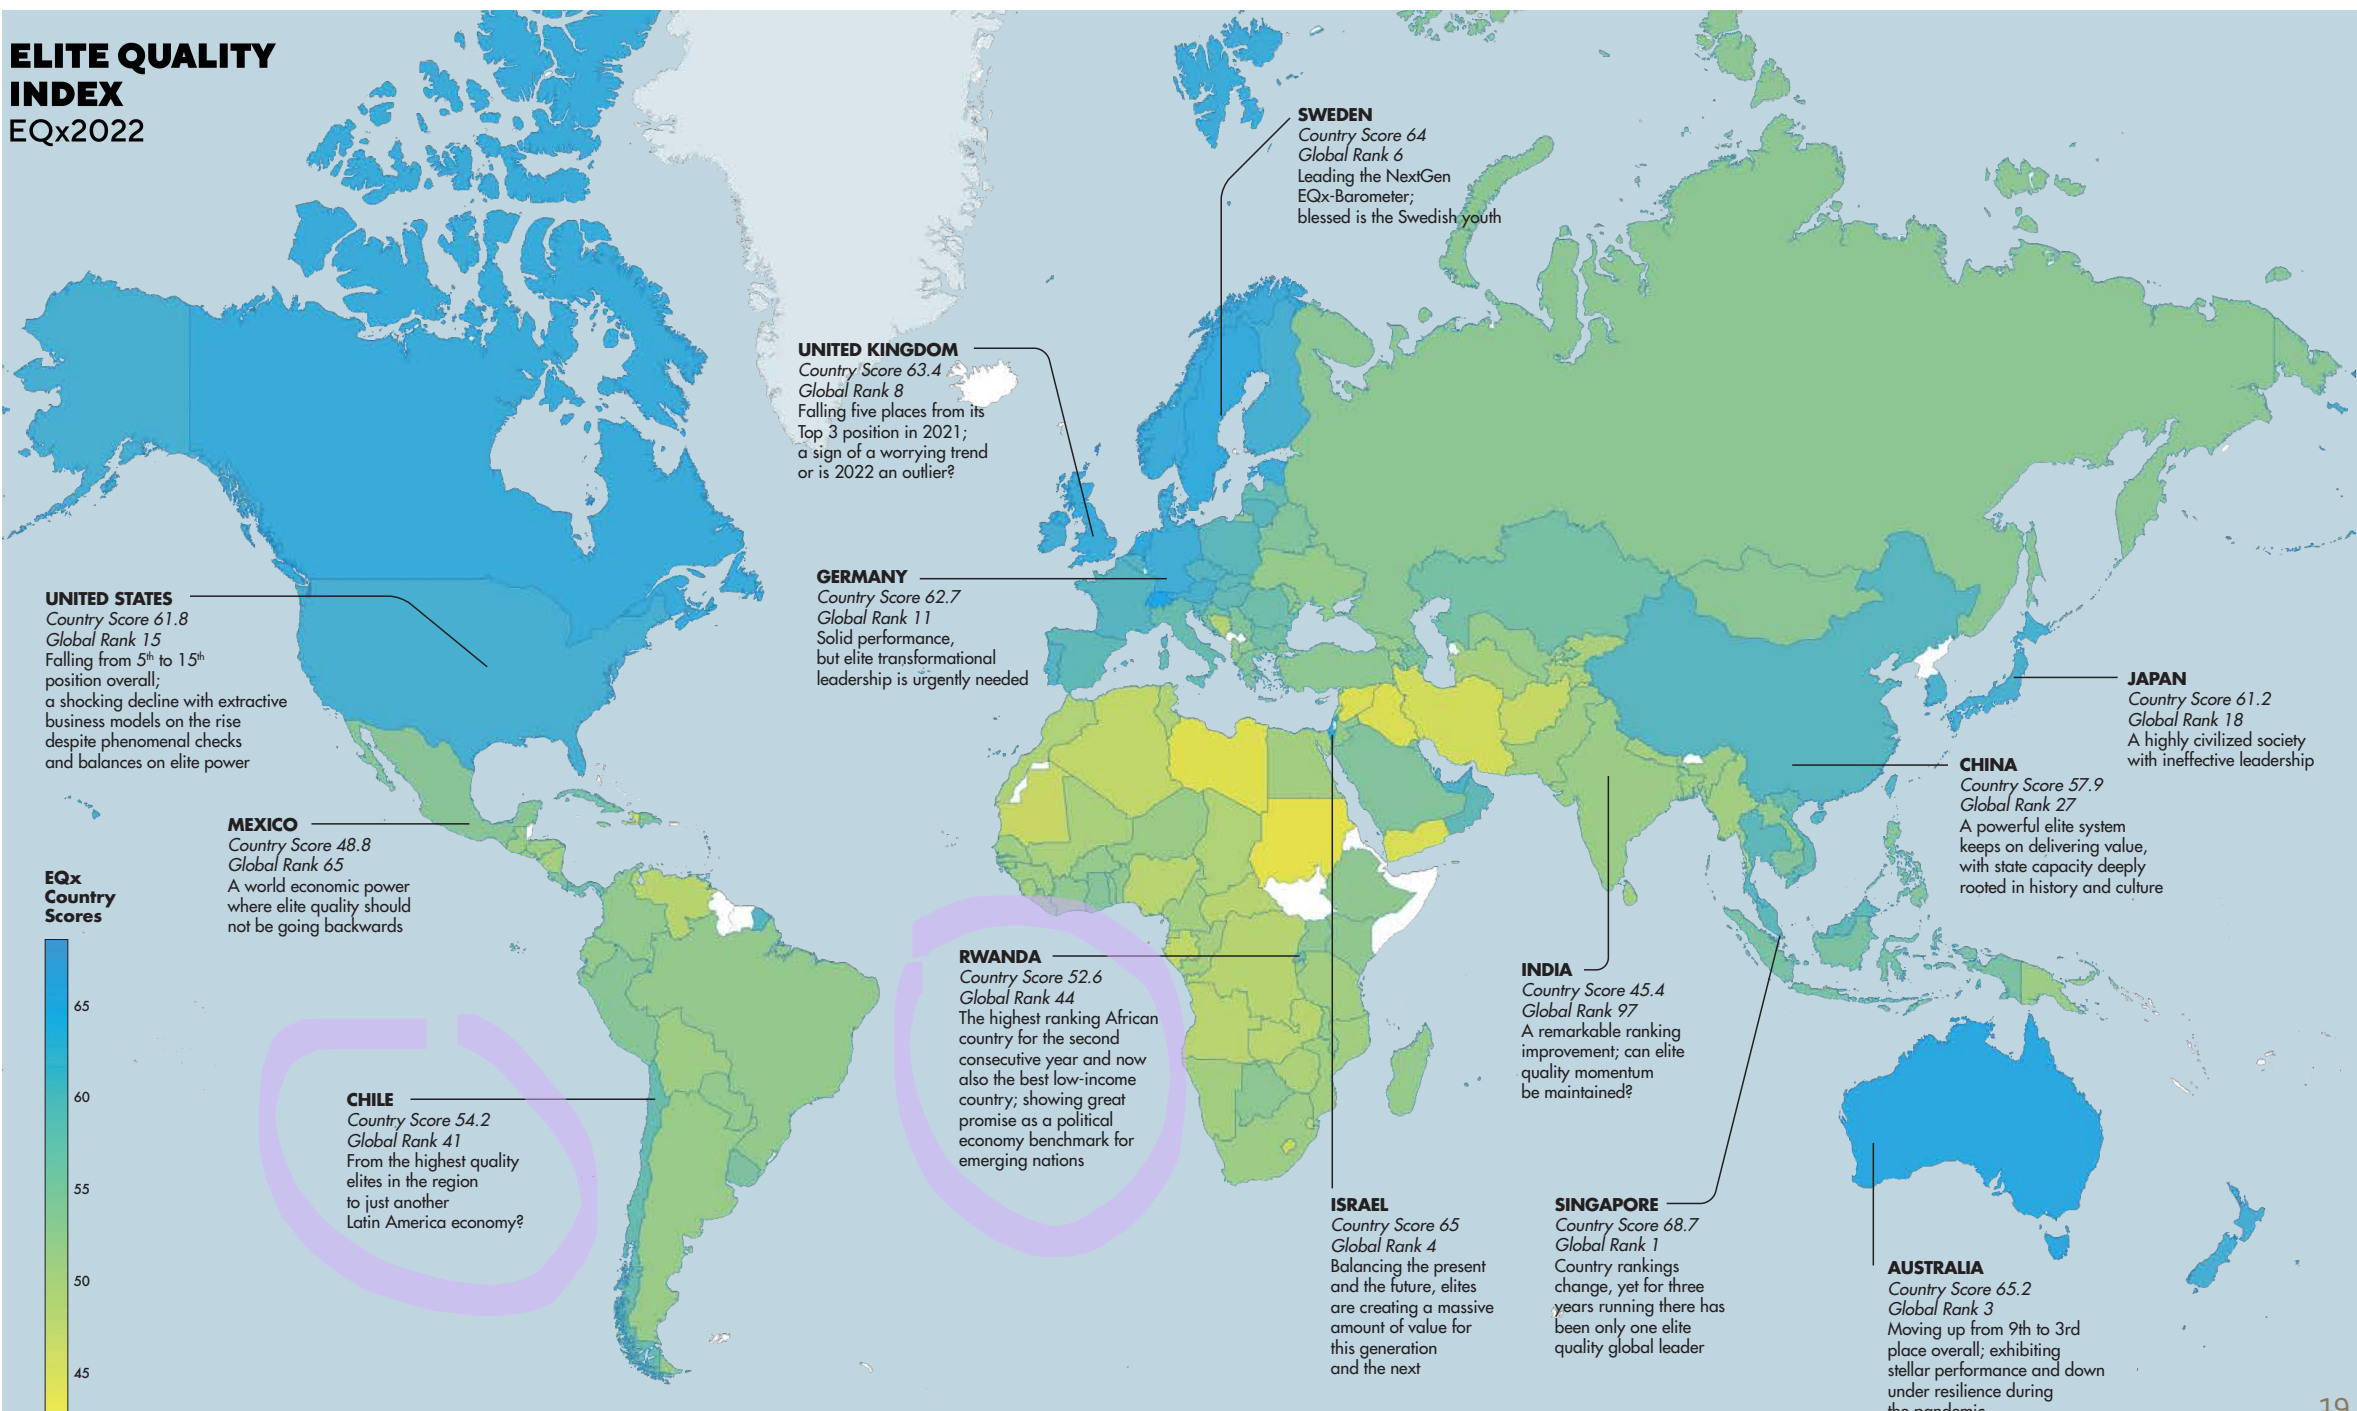 ELITE QUALITY
INDEX
EQx2022
SWEDEN
Country Score 64
Global Rank 6
Leading the NextGen
EQx-Barometer;
blessed is the Swedish youth
UNITED KINGDOM
Country Score 63.4
Global Rank 8
Falling five places from its
Top 3 position in 2021;
a sign of a worrying trend
or is 2022 an outlier?
GERMANY
Country Score 62.7
Global Rank 11
Solid performance,
but elite transformational
leadership is urgently needed
UNITED STATES
Country Score 61.8
Global Rank 15
Falling from 5th to 15th
position overall;
a shocking decline with extractive
business models on the rise
despite phenomenal checks
and balances on elite power
JAPAN
Country Score 61.2
Global Rank 18
A highly civilized society
with ineffective leadership
CHINA
Country Score 57.9
Global Rank 27
A powerful elite system
keeps on delivering value,
with state capacity deeply
rooted in history and culture
MEXICO
Country Score 48.8
Global Rank 65
A world economic power
where elite quality should
not be going backwards
EQx
Country
Scores
65
60
55
50
45
RWANDA
Country Score 52.6
Global Rank 44
The highest ranking African
country for the second
consecutive year and now
also the best low-income
country; showing great
promise as a political
economy benchmark for
emerging nations
INDIA
Country Score 45.4
Global Rank 97
A remarkable ranking
improvement; can elite
quality momentum
be maintained?
CHILE
Country Score 54.2
Global Rank 41
From the highest quality
elites in the region
to just another
Latin America economy?
ISRAEL
Country Score 65
Global Rank 4
Balancing the present
and the future, elites
are creating a massive
amount of value for
this generation
and the next
SINGAPORE
Country Score 68.7
Global Rank 1
Country rankings
change, yet for three
years running there has
been only one elite
quality global leader
AUSTRALIA
Country Score 65.2
Global Rank 3
Moving up from 9th to 3rd
place overall; exhibiting
stellar performance and down
under resilience during
the pandemic
19